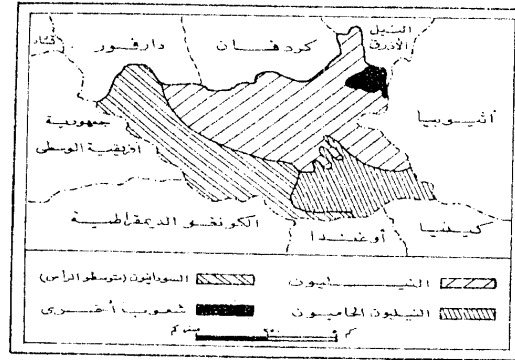 تشاد
دارفور
كردفان
النيل
الأزرق
أثيوبيا
جمهورية
افريقية الوسطى
الكونغو الديمقراطية
أوغندا
كينيا
النيليون
السودانيون (متوسطو الرأس)
النيليون الحاميون
شعوب أخرى
كم